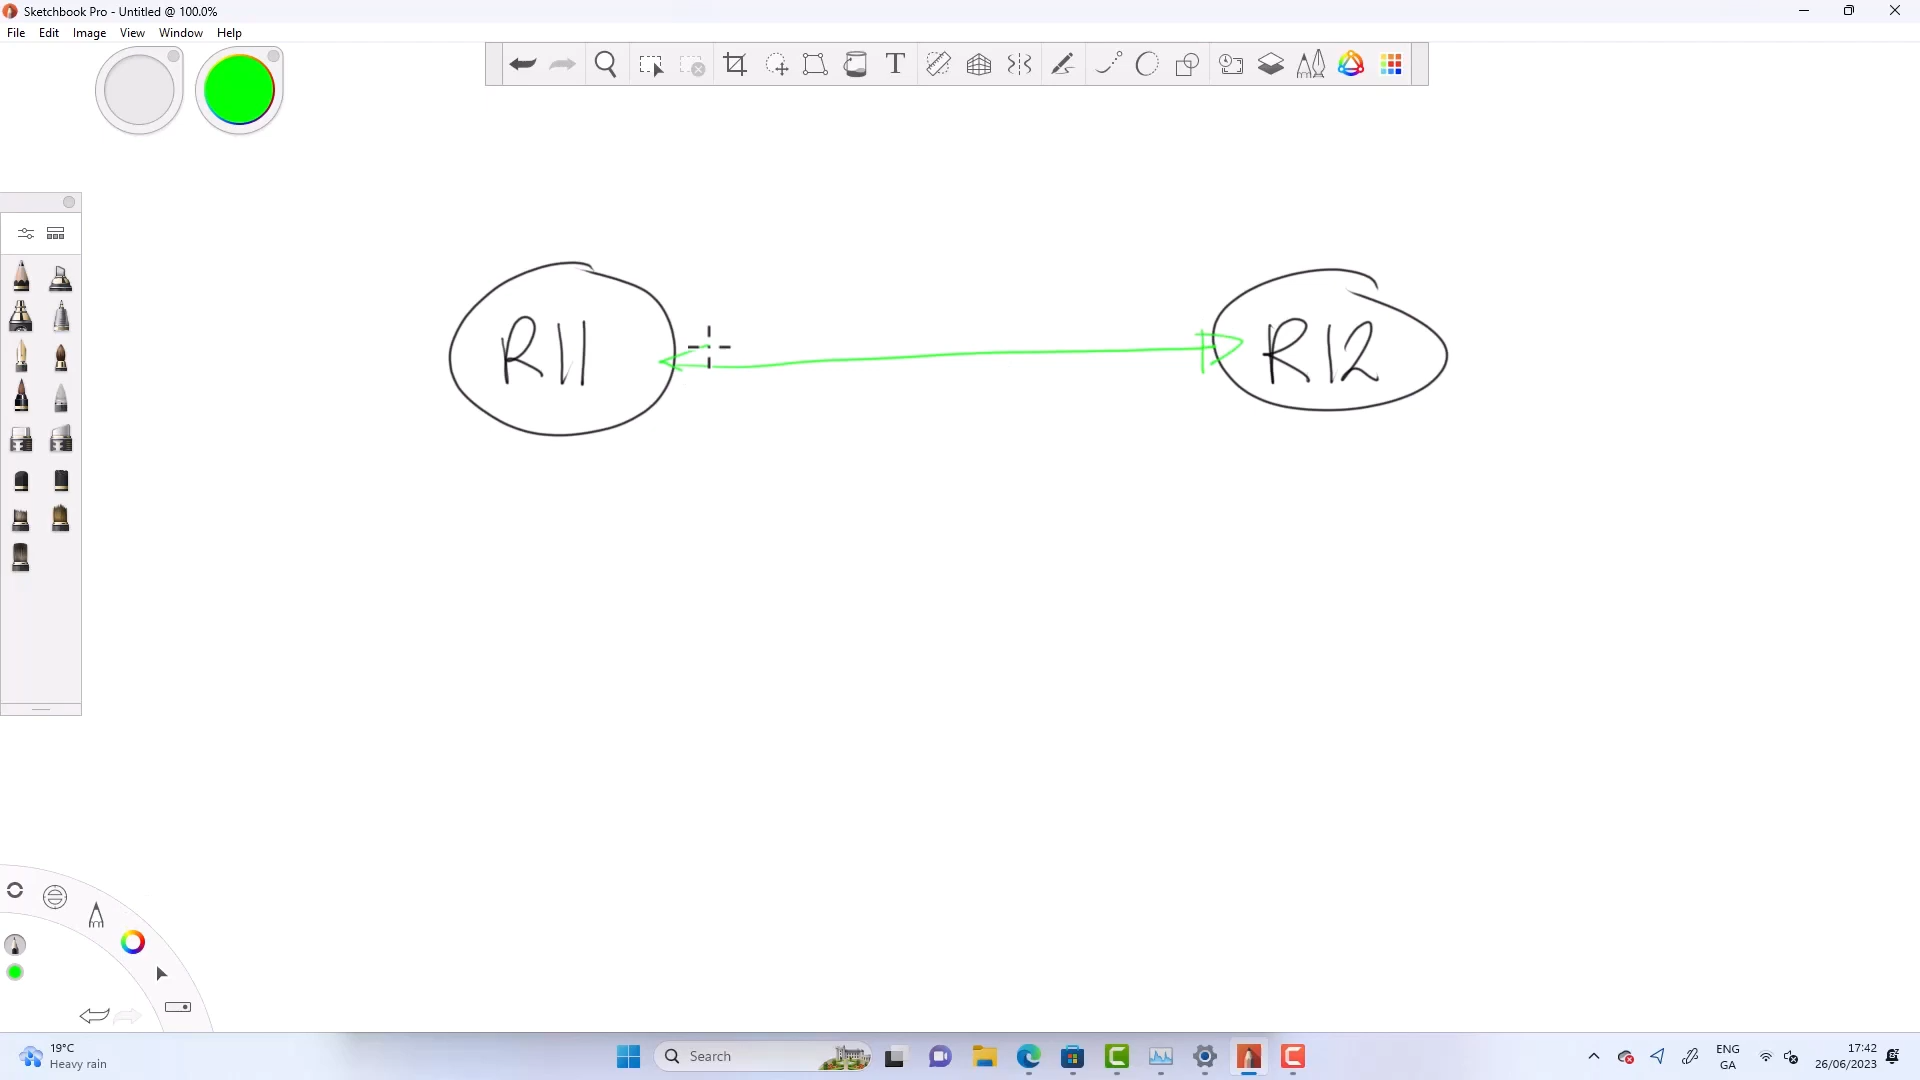 Sketchbook Pro - Untitled @ 100.0%
File Edit Image View Window Help
T
R11
R12
19°C
Heavy rain
Search
ENG
GA
17:42
26/06/2023